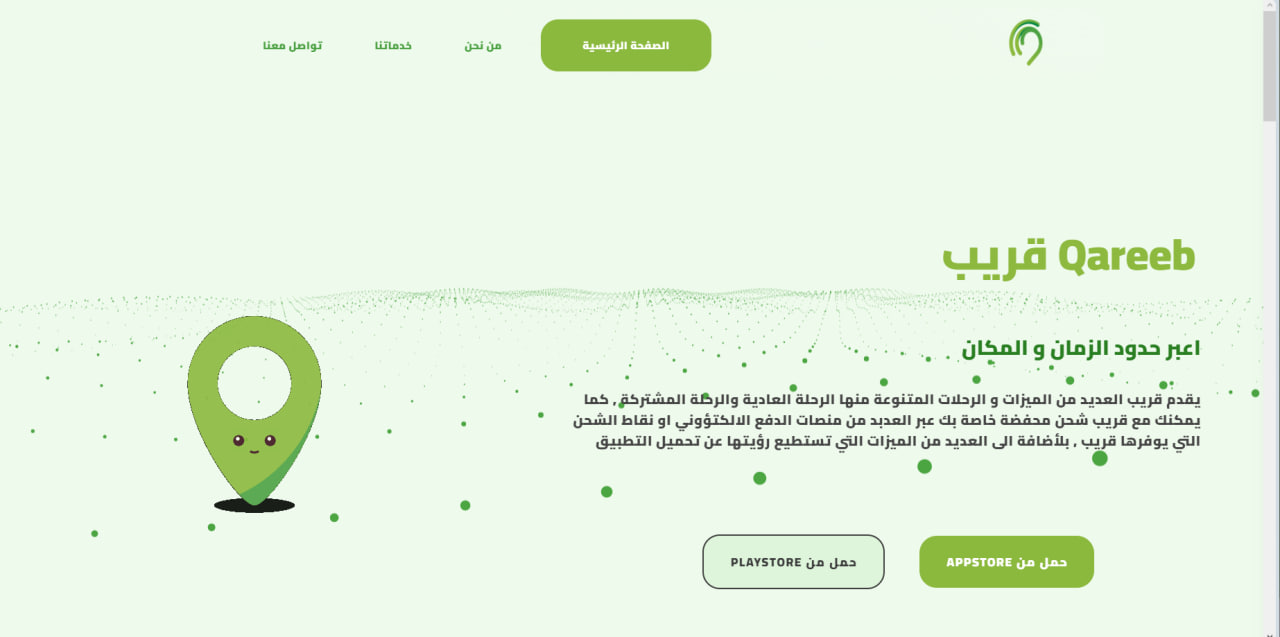 الصفحة الرئيسية
من نحن
خدماتنا
تواصل معنا
Qareeb قريب
اعبر حدود الزمان و المكان
يقدم قريب العديد من الميزات و الرحلات المتنوعة منها الرحلة العادية والرحلة المشتركة , كما
يمكنك مع قريب شحن محفضة خاصة بك عبر العديد من منصات الدفع الالكتؤوني او نقاط الشحن
التي يوفرها قريب , بلأضافة الى العديد من الميزات التي تستطيع رؤيتها عن تحميل التطبيق
حمل من APPSTORE
حمل من PLAYSTORE